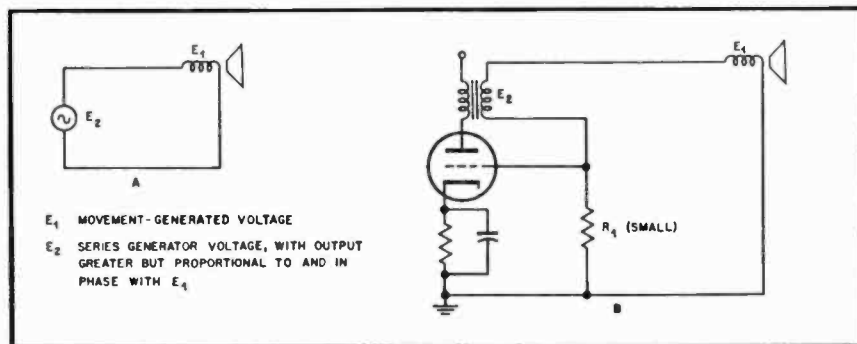 E₁
E₂
A
E₁ MOVEMENT-GENERATED VOLTAGE
E₂ SERIES GENERATOR VOLTAGE, WITH OUTPUT
GREATER BUT PROPORTIONAL TO AND IN
PHASE WITH E₁
E₁
E₂
R₁ (SMALL)
B